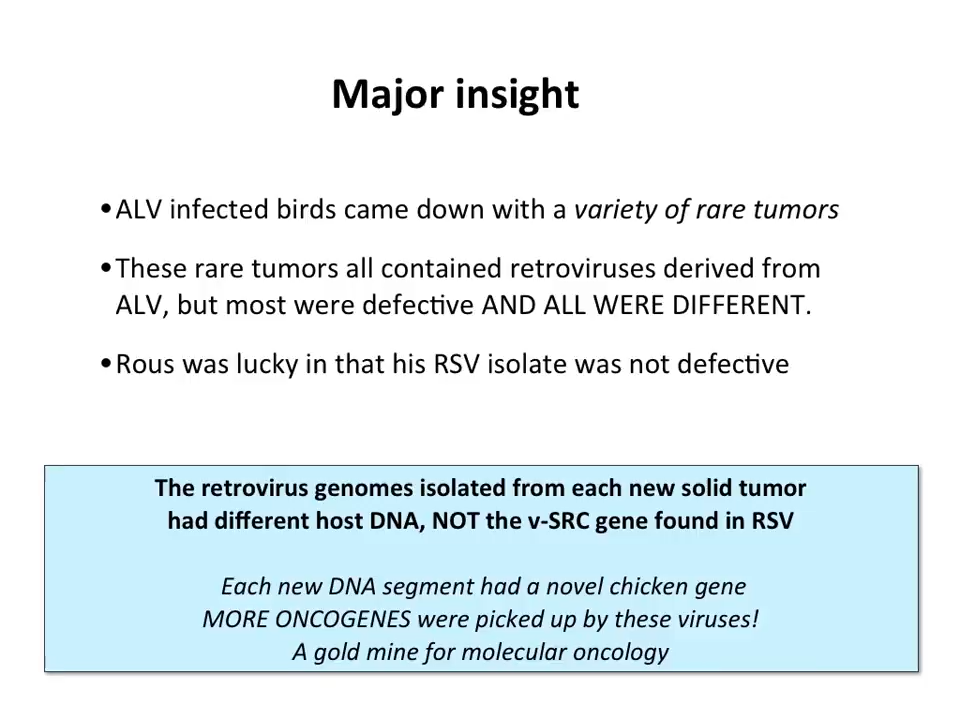 Major insight
•ALV infected birds came down with a variety of rare tumors
•These rare tumors all contained retroviruses derived from
ALV, but most were defective AND ALL WERE DIFFERENT.
•Rous was lucky in that his RSV isolate was not defective
The retrovirus genomes isolated from each new solid tumor
had different host DNA, NOT the v-SRC gene found in RSV
Each new DNA segment had a novel chicken gene
MORE ONCOGENES were picked up by these viruses!
A gold mine for molecular oncology